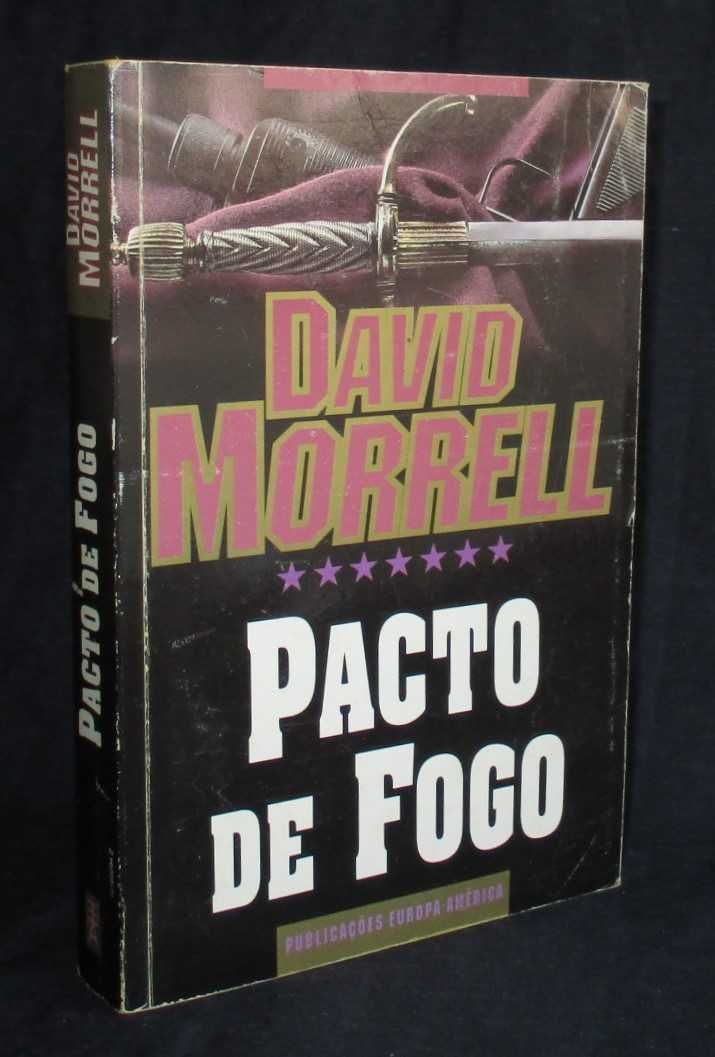 DAVID
MORRELL
PACTO DE FOGO
DAVID
MORRELL
PACTO
DE FOGO
PUBLICAÇÕES EUROPA-AMÉRICA